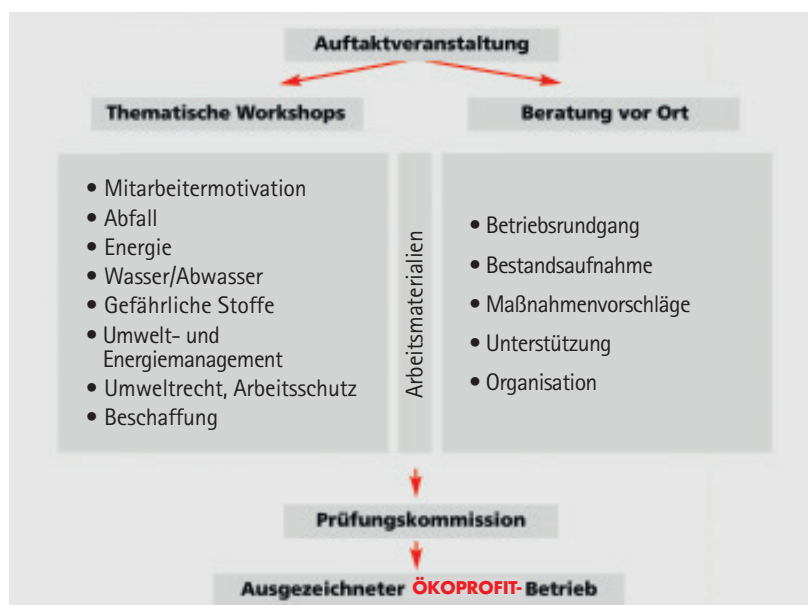 Auftaktveranstaltung
Thematische Workshops
Beratung vor Ort
• Mitarbeitermotivation
• Abfall
• Energie
• Wasser/Abwasser
• Gefährliche Stoffe
• Umwelt- und
Energiemanagement
• Umweltrecht, Arbeitsschutz
• Beschaffung
Arbeitsmaterialien
• Betriebsrundgang
• Bestandsaufnahme
• Maßnahmenvorschläge
• Unterstützung
• Organisation
Prüfungskommission
Ausgezeichneter ÖKOPROFIT-Betrieb